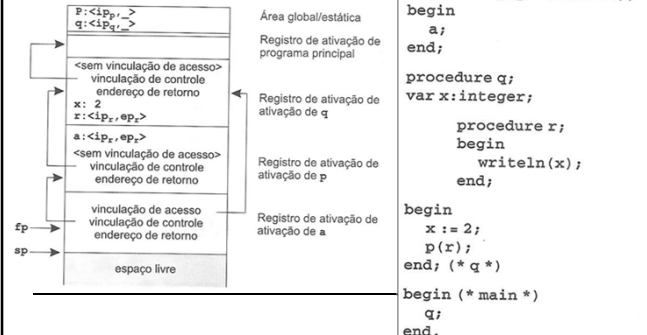 P:<ip_p,_>
q:<ip_q,_>
<sem vinculação de acesso>
vinculação de controle
endereço de retorno
x: 2
r:<ip_r,ep_r>
a:<ip_r,ep_r>
<sem vinculação de acesso>
vinculação de controle
endereço de retorno
vinculação de acesso
vinculação de controle
endereço de retorno
espaço livre
fp
sp
Área global/estática
Registro de ativação de
programa principal
Registro de ativação de
ativação de q
Registro de ativação de
ativação de p
Registro de ativação de
ativação de a
begin
a;
end;
procedure q;
var x:integer;
procedure r;
begin
writeln(x);
end;
begin
x := 2;
p(r);
end; (* q *)
begin (* main *)
q;
end.